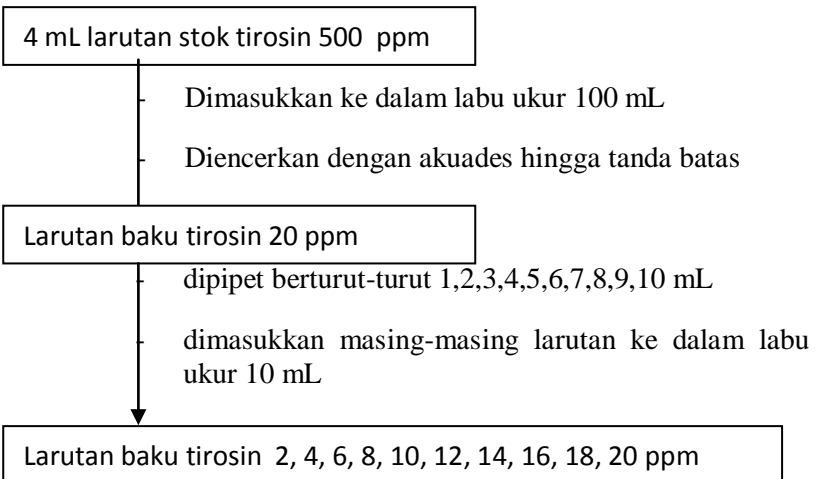 4 mL larutan stok tirosin 500 ppm
- Dimasukkan ke dalam labu ukur 100 mL
- Diencerkan dengan akuades hingga tanda batas
Larutan baku tirosin 20 ppm
- dipipet berturut-turut 1,2,3,4,5,6,7,8,9,10 mL
- dimasukkan masing-masing larutan ke dalam labu
ukur 10 mL
Larutan baku tirosin 2, 4, 6, 8, 10, 12, 14, 16, 18, 20 ppm